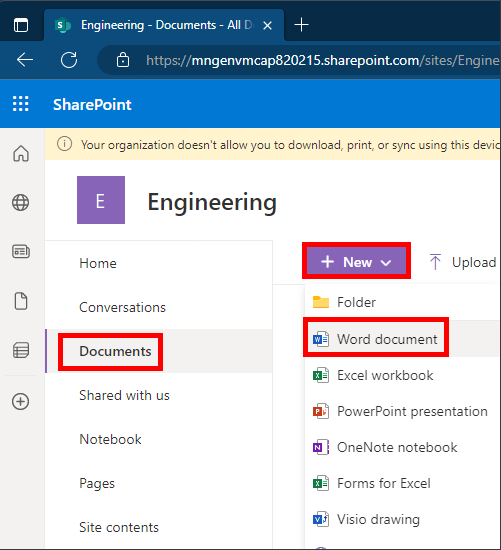 Engineering - Documents - All D
https://mngenvmcap820215.sharepoint.com/sites/Engine
SharePoint
Your organization doesn't allow you to download, print, or sync using this devic
E
Engineering
Home
Conversations
Documents
Shared with us
Notebook
Pages
Site contents
New
Upload
Folder
Word document
Excel workbook
PowerPoint presentation
OneNote notebook
Forms for Excel
Visio drawing